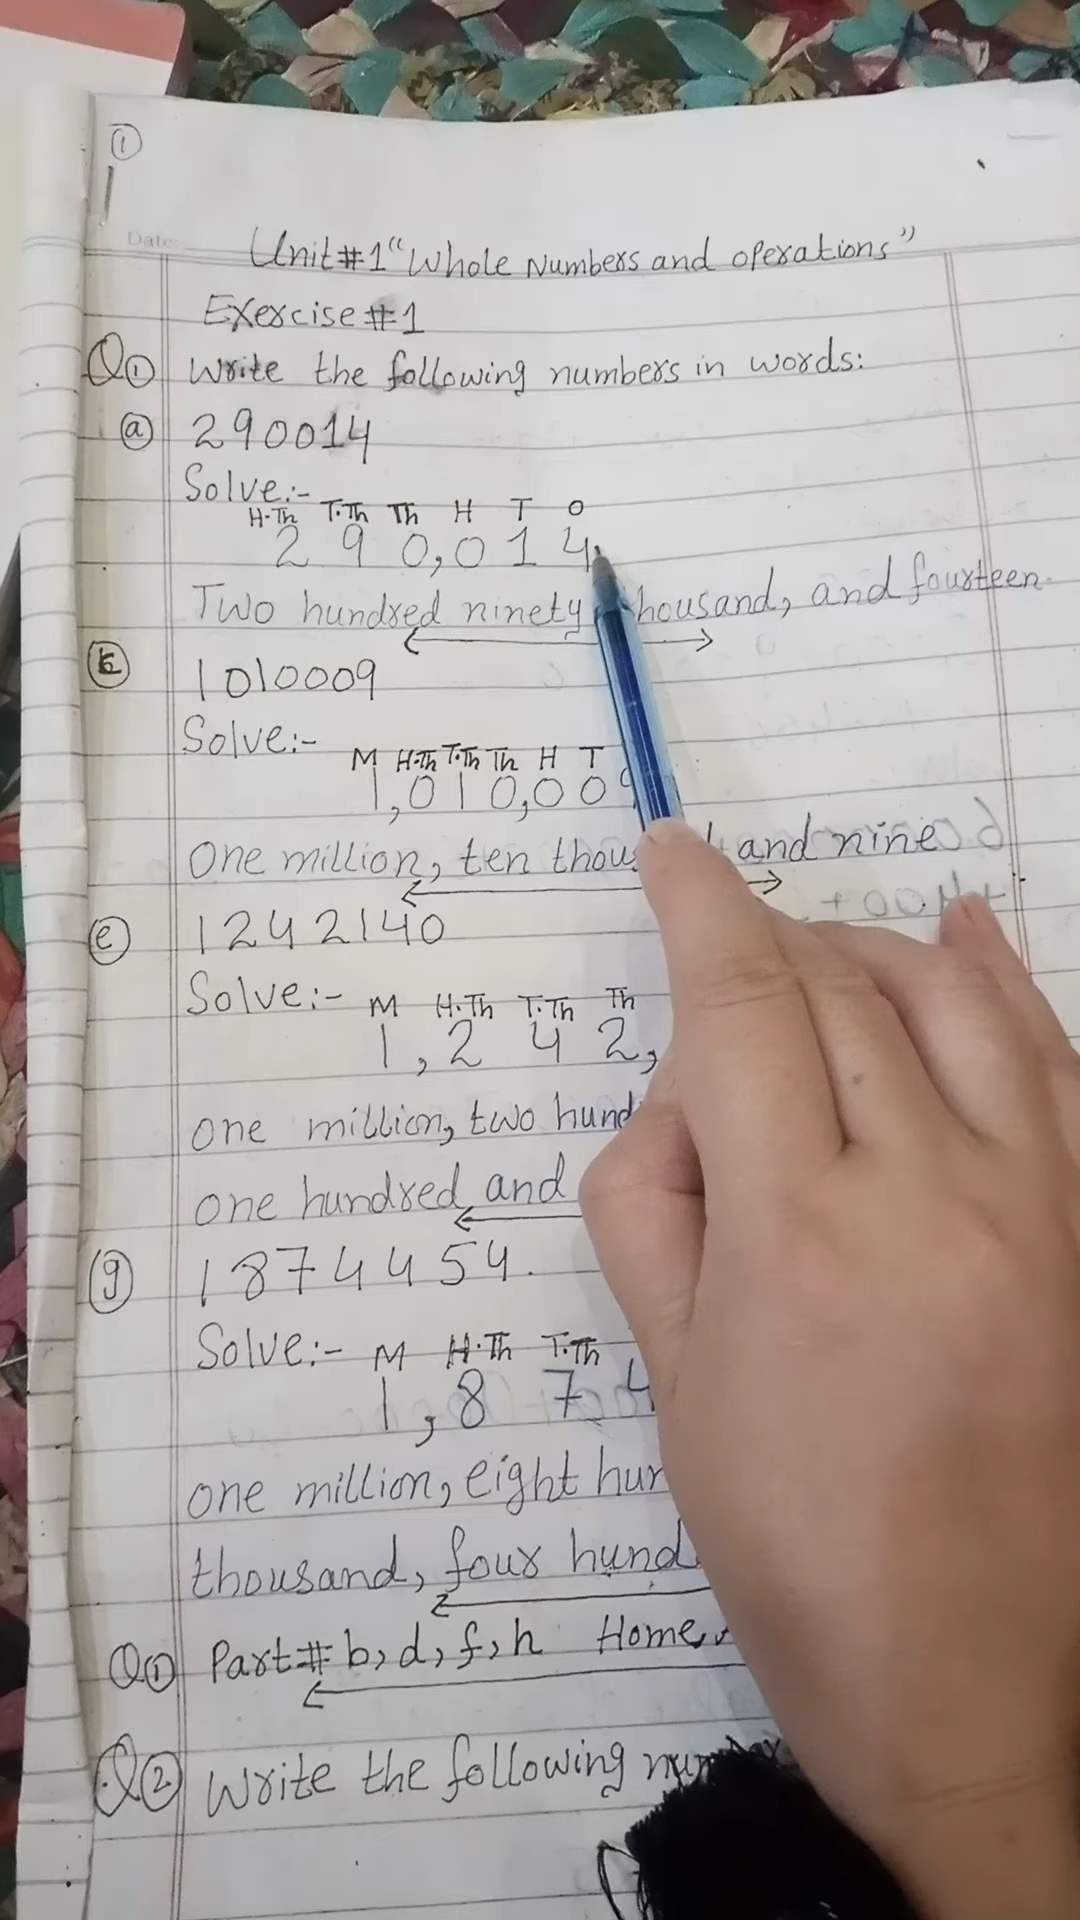 ①
Date:
Unit#1 "Whole Numbers and operations"
Exercise #1
Q① Write the following numbers in words:
ⓐ 290014
Solve:-
H.Th T.Th Th H T O
2 9 0,0 1 4
Two hundred ninety thousand, and fourteen.
1010009
Solve:-
M H.Th T.Th Th H T
1,0 1 0,0 0 9
One million, ten thous and nine
ⓔ 1242140
Solve:- M H.Th T.Th Th
1,2 4 2,
one million, two hund
one hundred and
ⓖ 1874454.
Solve:- M H.Th T.Th
1,8 7 4
one million, eight hun
thousand, four hund
Q① Part# b, d, f, h Home
Q② Write the following num